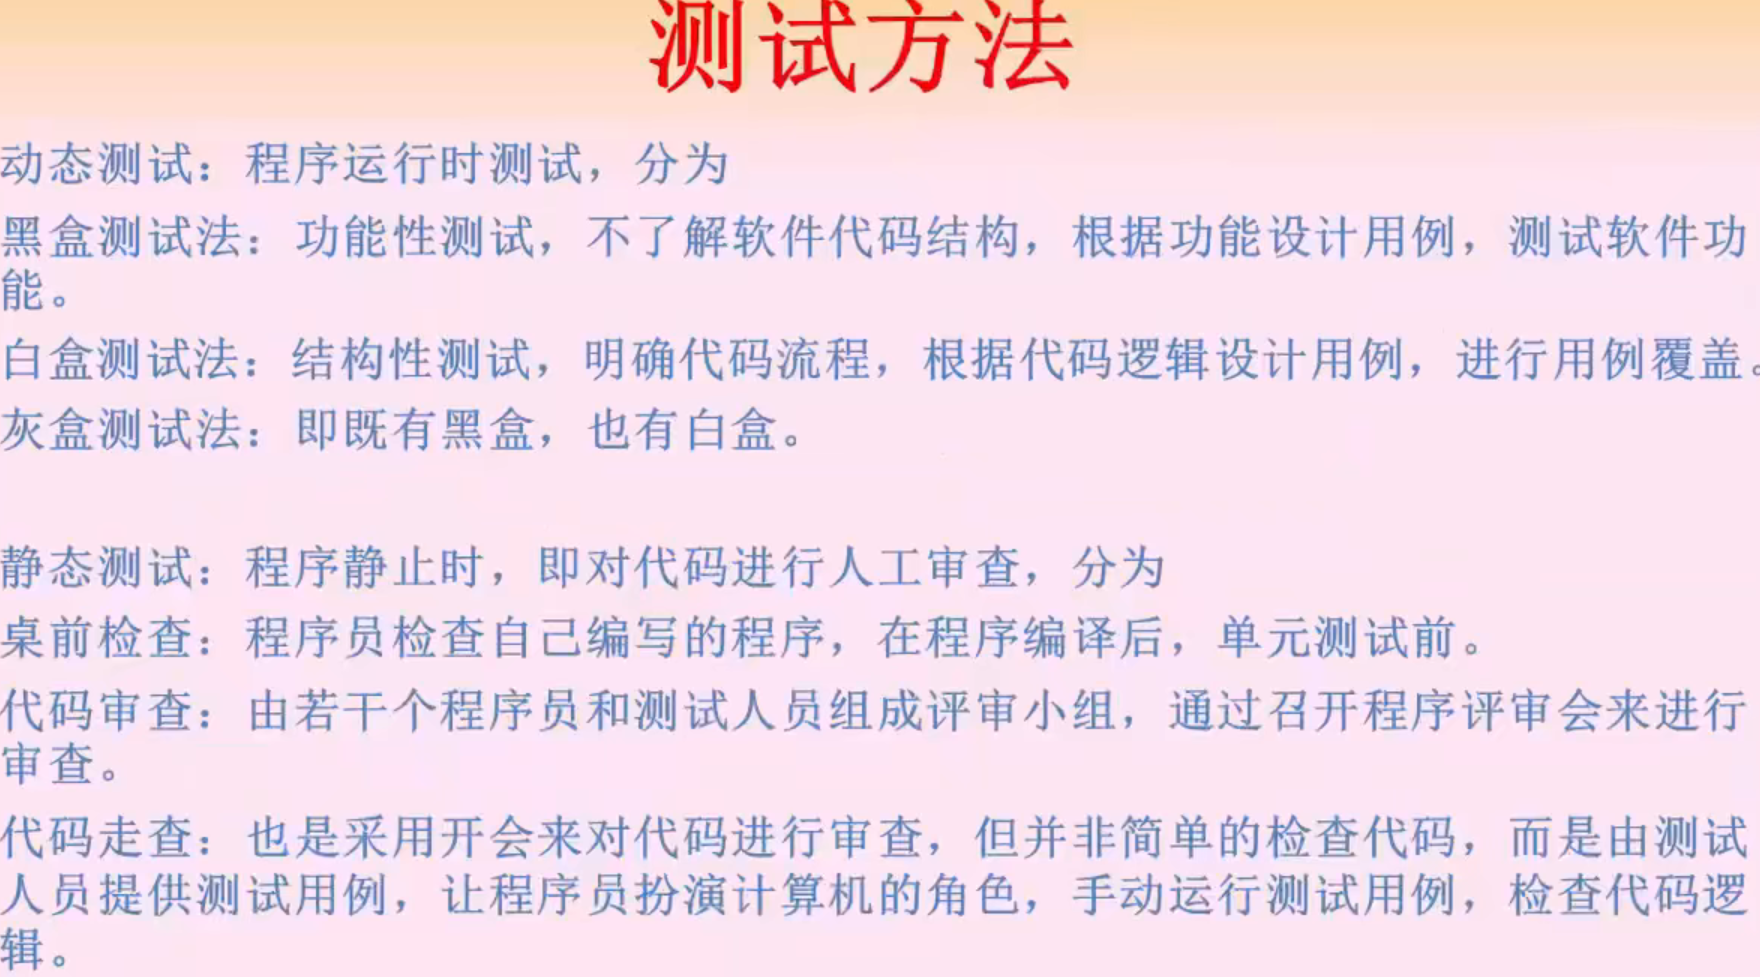 测试方法
动态测试：程序运行时测试，分为
黑盒测试法：功能性测试，不了解软件代码结构，根据功能设计用例，测试软件功
能。
白盒测试法：结构性测试，明确代码流程，根据代码逻辑设计用例，进行用例覆盖。
灰盒测试法：即既有黑盒，也有白盒。
静态测试：程序静止时，即对代码进行人工审查，分为
桌前检查：程序员检查自己编写的程序，在程序编译后，单元测试前。
代码审查：由若干个程序员和测试人员组成评审小组，通过召开程序评审会来进行
审查。
代码走查：也是采用开会来对代码进行审查，但并非简单的检查代码，而是由测试
人员提供测试用例，让程序员扮演计算机的角色，手动运行测试用例，检查代码逻
辑。